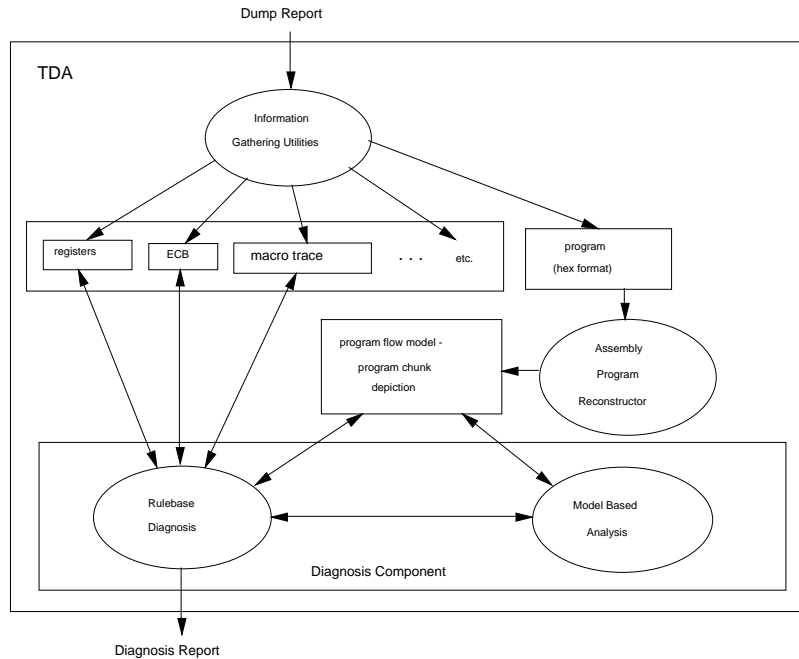 Dump Report
TDA
Information
Gathering Utilities
registers
ECB
macro trace
. . .
etc.
program
(hex format)
program flow model -
program chunk
depiction
Assembly
Program
Reconstructor
Rulebase
Diagnosis
Model Based
Analysis
Diagnosis Component
Diagnosis Report